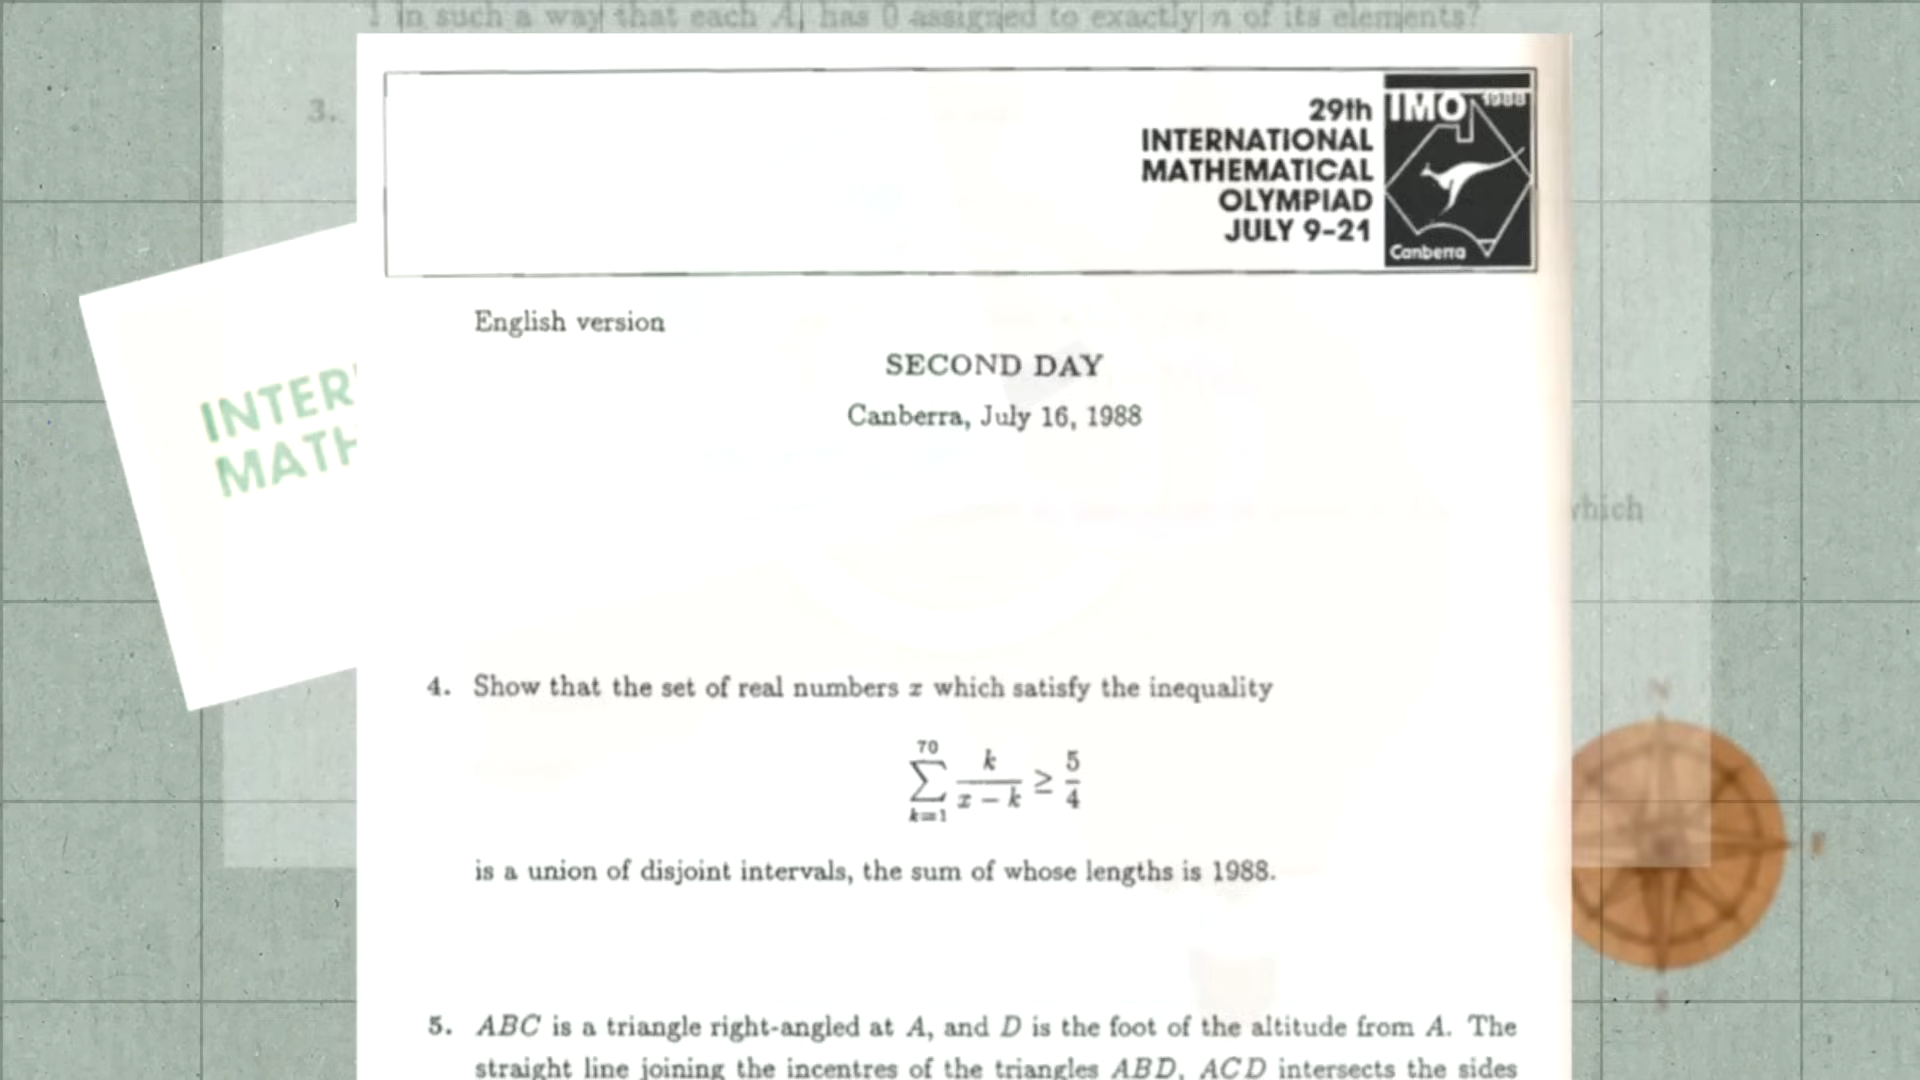 1 in such a way that each A_i has 0 assigned to exactly n of its elements?
3.
29th
INTERNATIONAL
MATHEMATICAL
OLYMPIAD
JULY 9-21
IMO 1988
Canberra
English version
SECOND DAY
Canberra, July 16, 1988
INTER
MATH
which
4. Show that the set of real numbers x which satisfy the inequality
70
∑ k/(x − k) ≥ 5/4
k=1
is a union of disjoint intervals, the sum of whose lengths is 1988.
N
E
S
5. ABC is a triangle right-angled at A, and D is the foot of the altitude from A. The
straight line joining the incentres of the triangles ABD, ACD intersects the sides